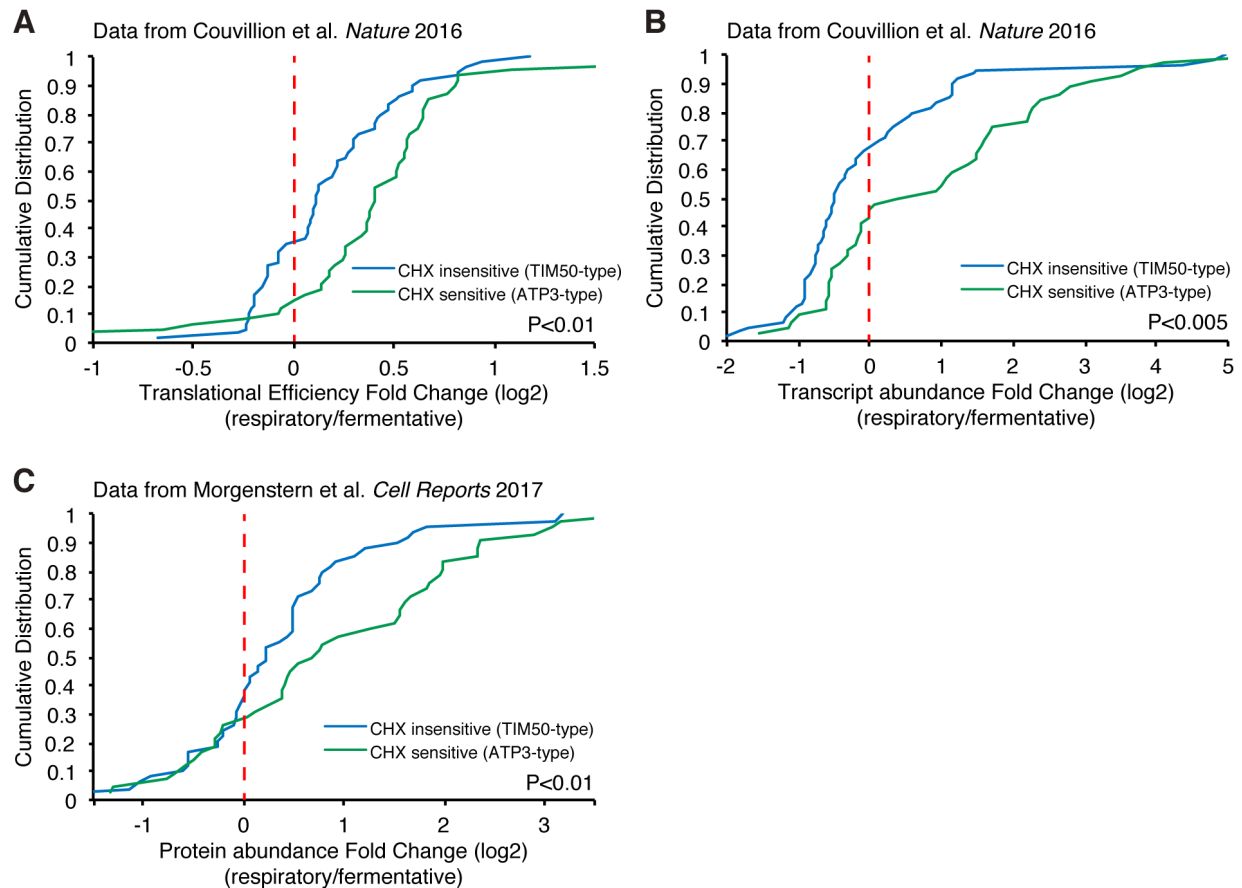 A
Data from Couvillion et al. Nature 2016
Cumulative Distribution
1
0.9
0.8
0.7
0.6
0.5
0.4
0.3
0.2
0.1
0
CHX insensitive (TIM50-type)
CHX sensitive (ATP3-type)
P<0.01
-1 -0.5 0 0.5 1 1.5
Translational Efficiency Fold Change (log2)
(respiratory/fermentative)
B
Data from Couvillion et al. Nature 2016
Cumulative Distribution
1
0.9
0.8
0.7
0.6
0.5
0.4
0.3
0.2
0.1
0
CHX insensitive (TIM50-type)
CHX sensitive (ATP3-type)
P<0.005
-2 -1 0 1 2 3 4 5
Transcript abundance Fold Change (log2)
(respiratory/fermentative)
C
Data from Morgenstern et al. Cell Reports 2017
Cumulative Distribution
1
0.9
0.8
0.7
0.6
0.5
0.4
0.3
0.2
0.1
0
CHX insensitive (TIM50-type)
CHX sensitive (ATP3-type)
P<0.01
-1 0 1 2 3
Protein abundance Fold Change (log2)
(respiratory/fermentative)